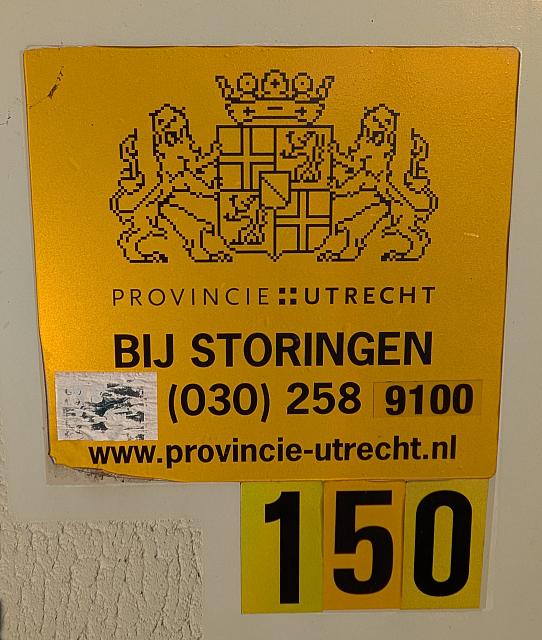 PROVINCIE :: UTRECHT
BIJ STORINGEN
(030) 258 9100
www.provincie-utrecht.nl
150